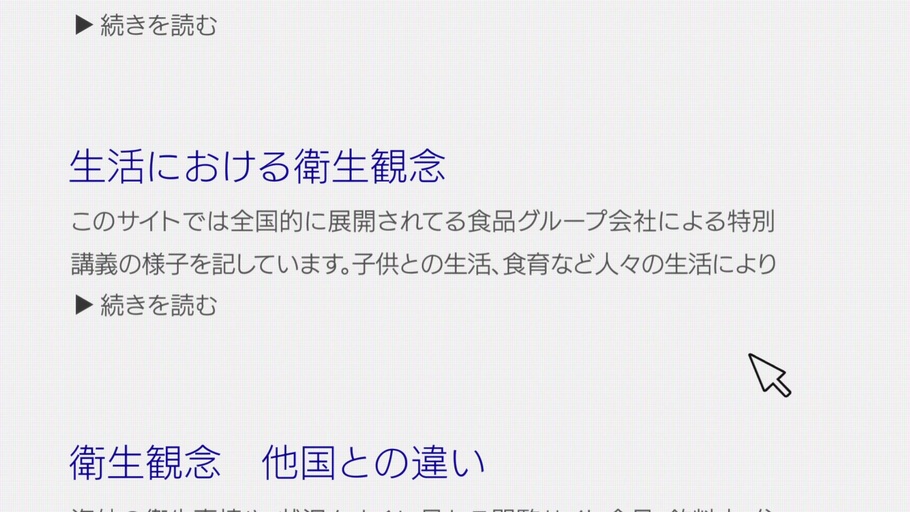 ▶ 続きを読む
生活における衛生観念
このサイトでは全国的に展開されてる食品グループ会社による特別
講義の様子を記しています。子供との生活、食育など人々の生活により
▶ 続きを読む
衛生観念　他国との違い